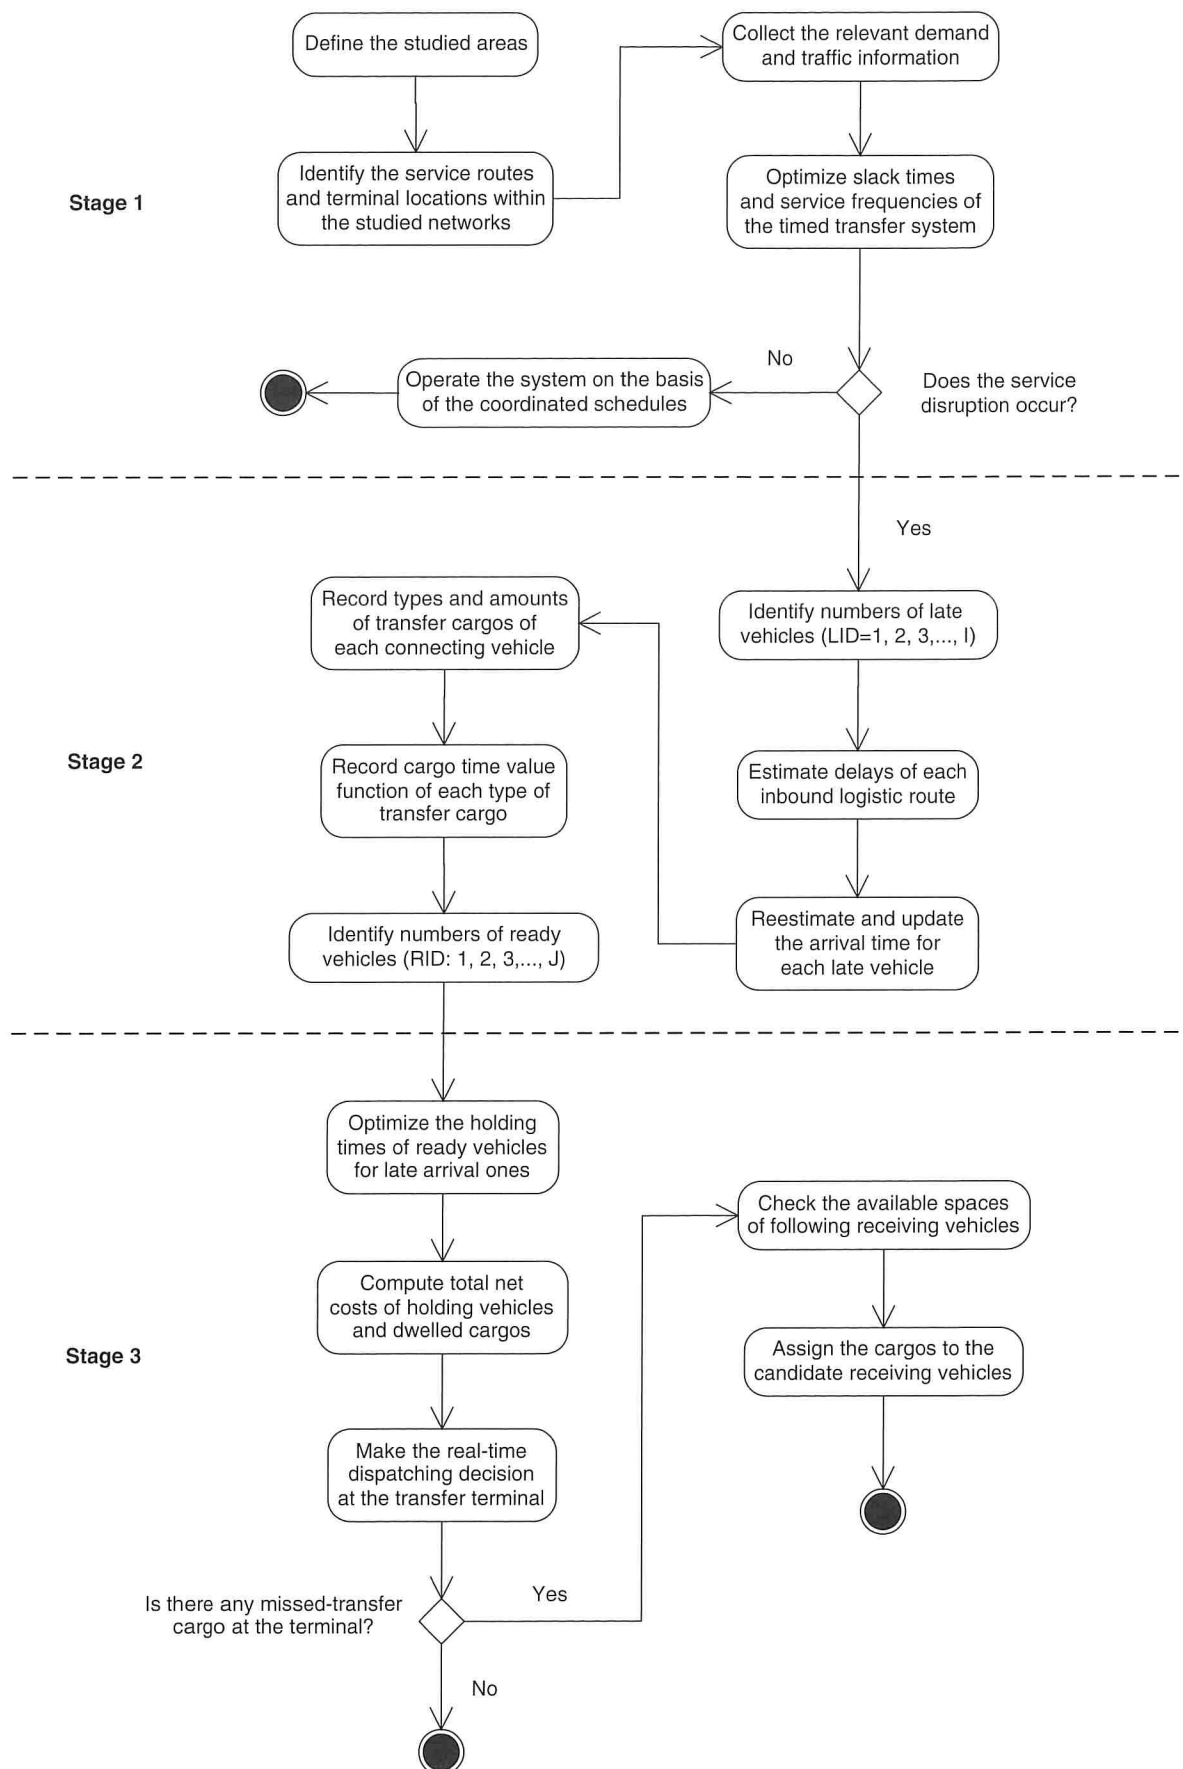 Define the studied areas
Collect the relevant demand
and traffic information
Stage 1
Identify the service routes
and terminal locations within
the studied networks
Optimize slack times
and service frequencies of
the timed transfer system
No
Operate the system on the basis
of the coordinated schedules
Does the service
disruption occur?
Yes
Record types and amounts
of transfer cargos of
each connecting vehicle
Identify numbers of late
vehicles (LID=1, 2, 3,..., I)
Stage 2
Record cargo time value
function of each type of
transfer cargo
Estimate delays of each
inbound logistic route
Identify numbers of ready
vehicles (RID: 1, 2, 3,..., J)
Reestimate and update
the arrival time for
each late vehicle
Optimize the holding
times of ready vehicles
for late arrival ones
Check the available spaces
of following receiving vehicles
Stage 3
Compute total net
costs of holding vehicles
and dwelled cargos
Assign the cargos to the
candidate receiving vehicles
Make the real-time
dispatching decision
at the transfer terminal
Is there any missed-transfer
cargo at the terminal?
Yes
No